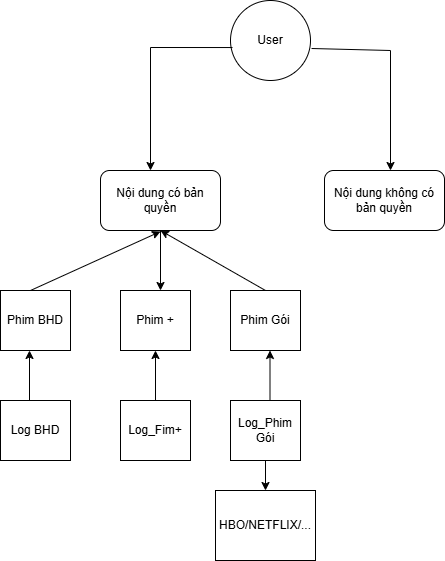 User
Nội dung có bản
quyền
Nội dung không có
bản quyền
Phim BHD
Phim +
Phim Gói
Log BHD
Log_Fim+
Log_Phim
Gói
HBO/NETFLIX/...